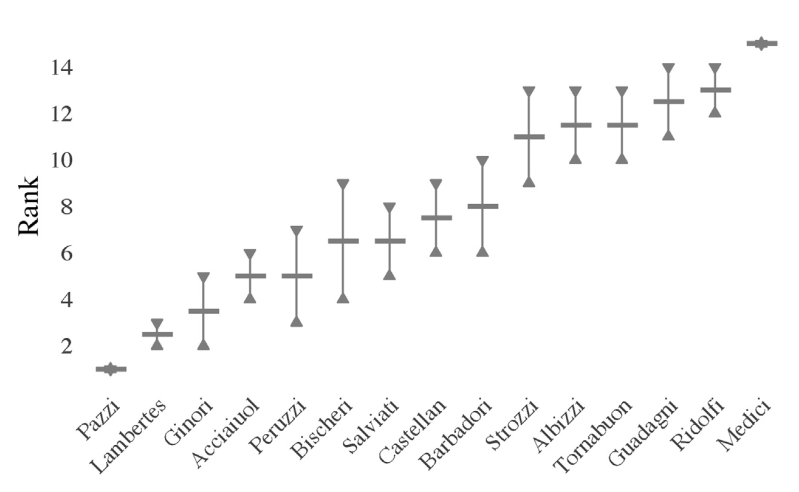 14
12
10
8
6
4
2
Rank
Pazzi
Lambertes
Ginori
Acciaiuol
Peruzzi
Bischeri
Salviati
Castellan
Barbadori
Strozzi
Albizzi
Tornabuon
Guadagni
Ridolfi
Medici